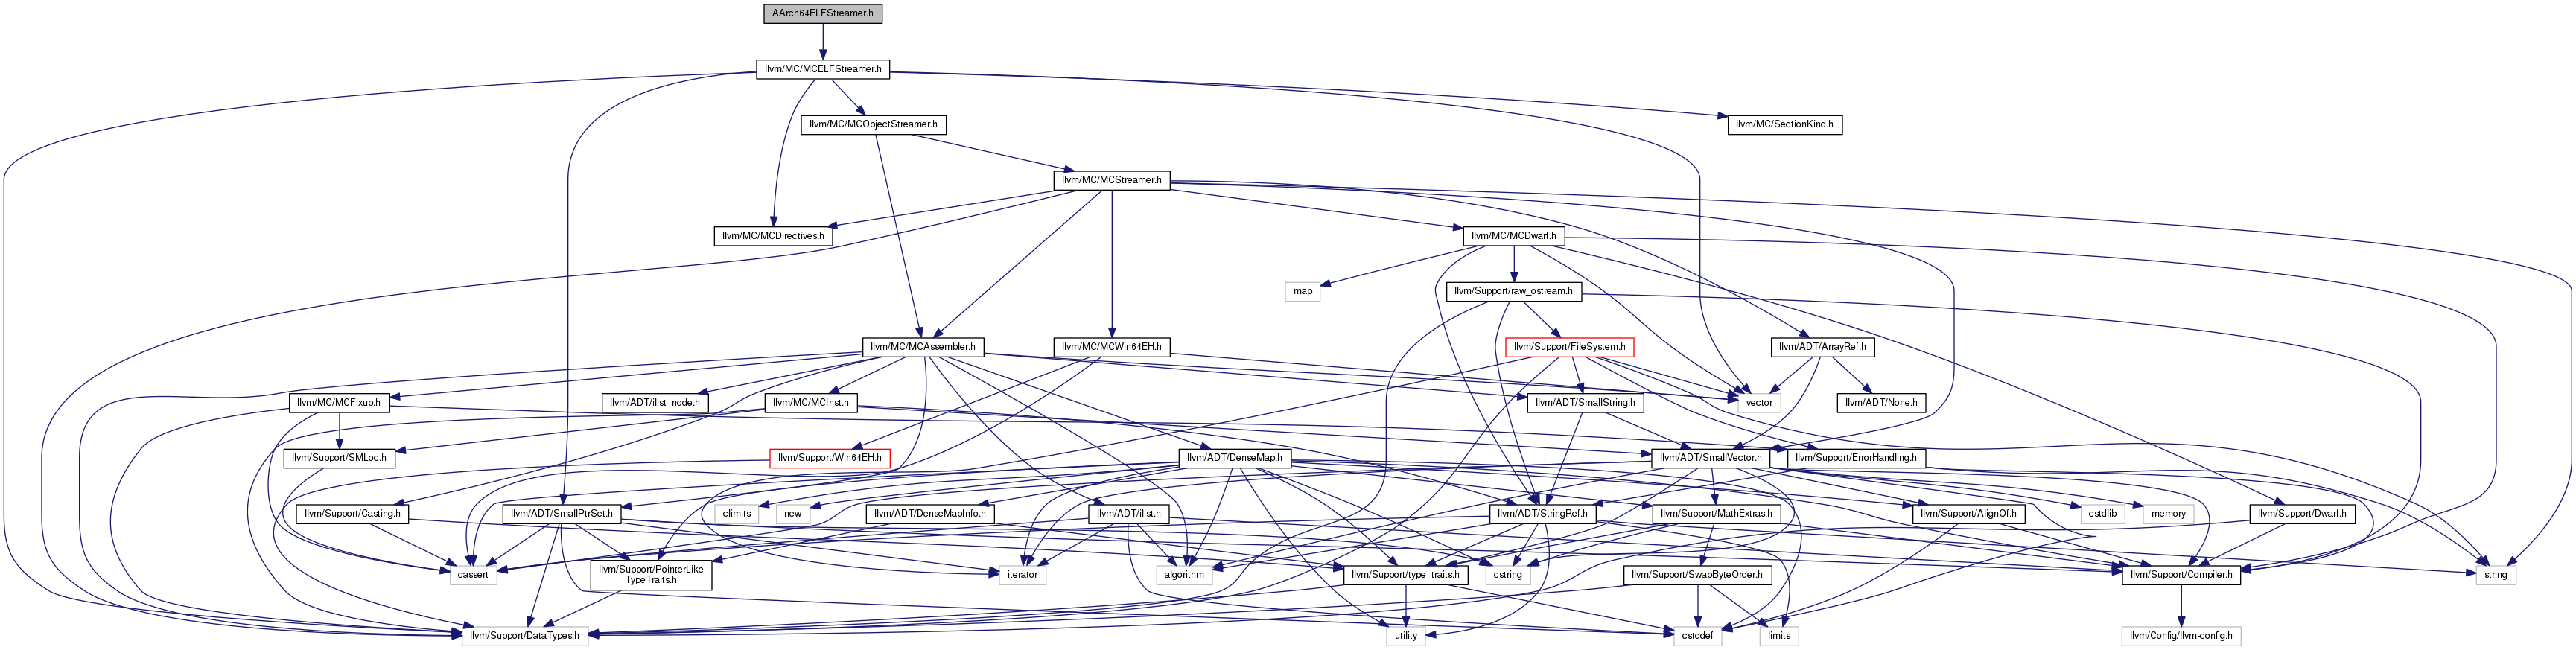 AArch64ELFStreamer.h
llvm/MC/MCELFStreamer.h
llvm/MC/MCObjectStreamer.h
llvm/MC/SectionKind.h
llvm/MC/MCStreamer.h
llvm/MC/MCDirectives.h
llvm/MC/MCDwarf.h
map
llvm/Support/raw_ostream.h
llvm/MC/MCAssembler.h
llvm/MC/MCWin64EH.h
llvm/Support/FileSystem.h
llvm/ADT/ArrayRef.h
llvm/MC/MCFixup.h
llvm/ADT/ilist_node.h
llvm/MC/MCInst.h
llvm/ADT/SmallString.h
vector
llvm/ADT/None.h
llvm/Support/SMLoc.h
llvm/Support/Win64EH.h
llvm/ADT/DenseMap.h
llvm/ADT/SmallVector.h
llvm/Support/ErrorHandling.h
llvm/Support/Casting.h
llvm/ADT/SmallPtrSet.h
climits
new
llvm/ADT/DenseMapInfo.h
llvm/ADT/ilist.h
llvm/ADT/StringRef.h
llvm/Support/MathExtras.h
llvm/Support/AlignOf.h
cstdlib
memory
llvm/Support/Dwarf.h
cassert
llvm/Support/PointerLike
TypeTraits.h
iterator
algorithm
llvm/Support/type_traits.h
cstring
llvm/Support/SwapByteOrder.h
llvm/Support/Compiler.h
string
llvm/Support/DataTypes.h
utility
cstddef
limits
llvm/Config/llvm-config.h